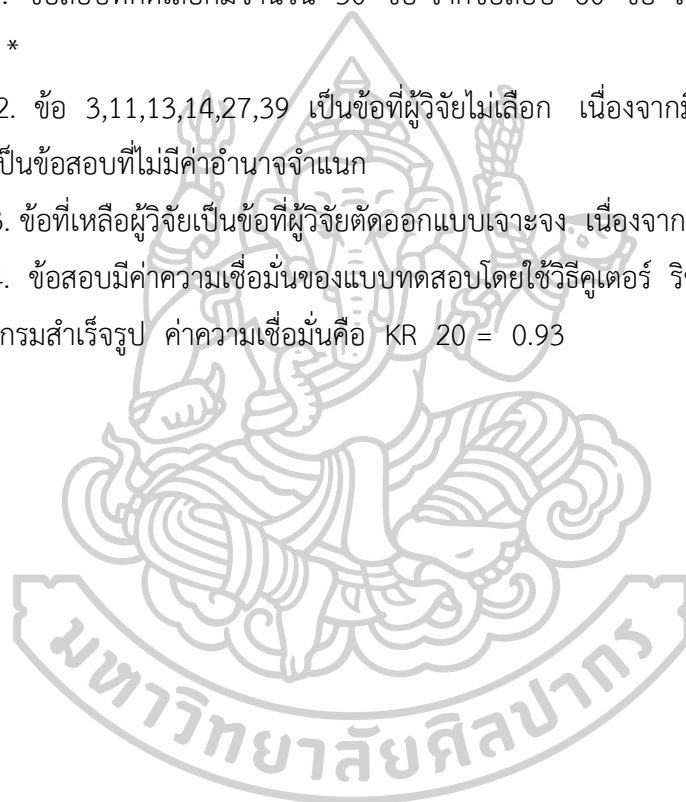 ข้อ
*
2. ข้อ 3,11,13,14,27,39 เป็นข้อที่ผู้วิจัยไม่เลือก เนื่องจากมี
เป็นข้อสอบที่ไม่มีค่าอำนาจจำแนก
3. ข้อที่เหลือผู้วิจัยเป็นข้อที่ผู้วิจัยตัดออกแบบเจาะจง เนื่องจาก
ข้อสอบมีค่าความเชื่อมั่นของแบบทดสอบโดยใช้วิธีคูเดอร์
กรมสำเร็จรูป ค่าความเชื่อมั่นคือ KR 20 = 0.93
มหาวิทยาลัยศิลปากร